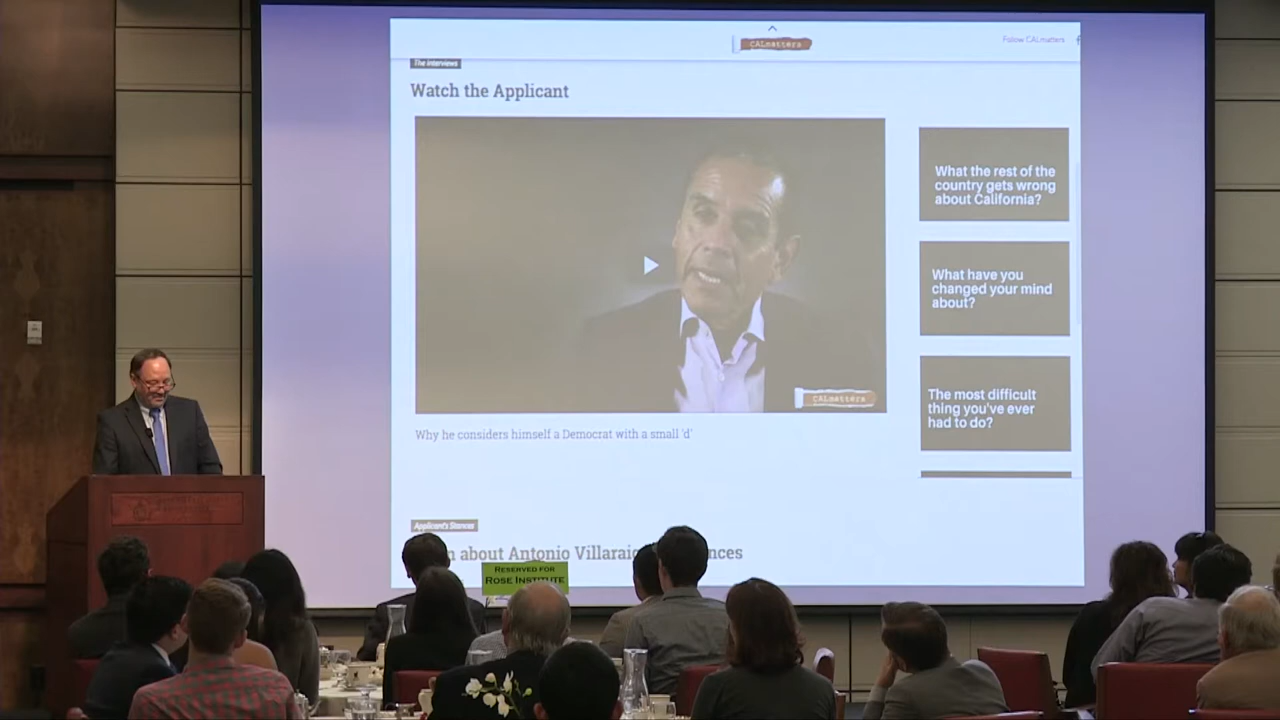 CALmatters
Follow CALmatters
The Interviews
Watch the Applicant
What the rest of the
country gets wrong
about California?
What have you
changed your mind
about?
The most difficult
thing you've ever
had to do?
CALmatters
Why he considers himself a Democrat with a small 'd'
Applicant's Stances
about Antonio
RESERVED FOR
ROSE INSTITUTE